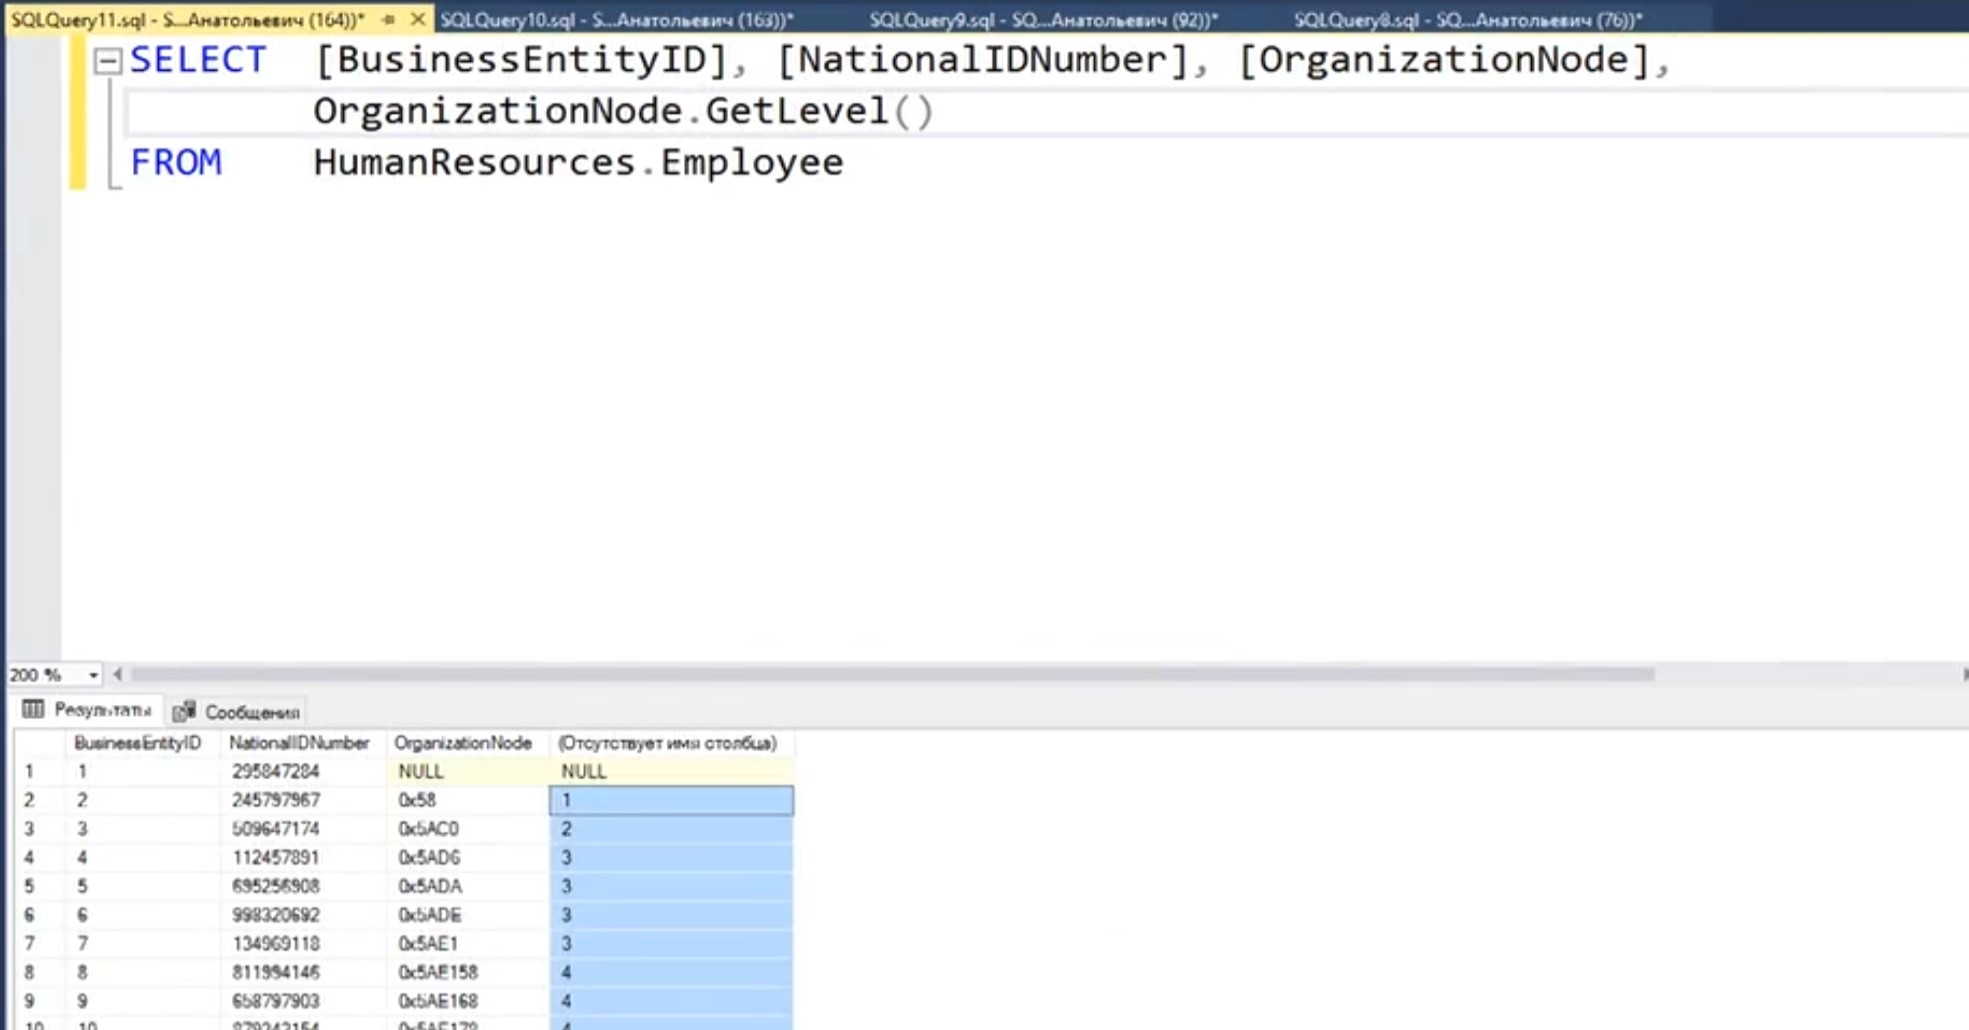 SQLQuery11.sql - S...Анатольевич (164))* SQLQuery10.sql - S...Анатольевич (163))* SQLQuery9.sql - SQ...Анатольевич (92))* SQLQuery8.sql - SQ...Анатольевич (76))*
SELECT [BusinessEntityID], [NationalIDNumber], [OrganizationNode],
OrganizationNode.GetLevel()
FROM HumanResources.Employee
200 %
Результаты Сообщения
BusinessEntityID NationalIDNumber OrganizationNode (Отсутствует имя столбца)
1 1 295847284 NULL NULL
2 2 245797967 0x58 1
3 3 509647174 0x5AC0 2
4 4 112457891 0x5AD6 3
5 5 695256908 0x5ADA 3
6 6 998320692 0x5ADE 3
7 7 134969118 0x5AE1 3
8 8 811994146 0x5AE158 4
9 9 658797903 0x5AE168 4
10 10 879342154 0x5AE178 4